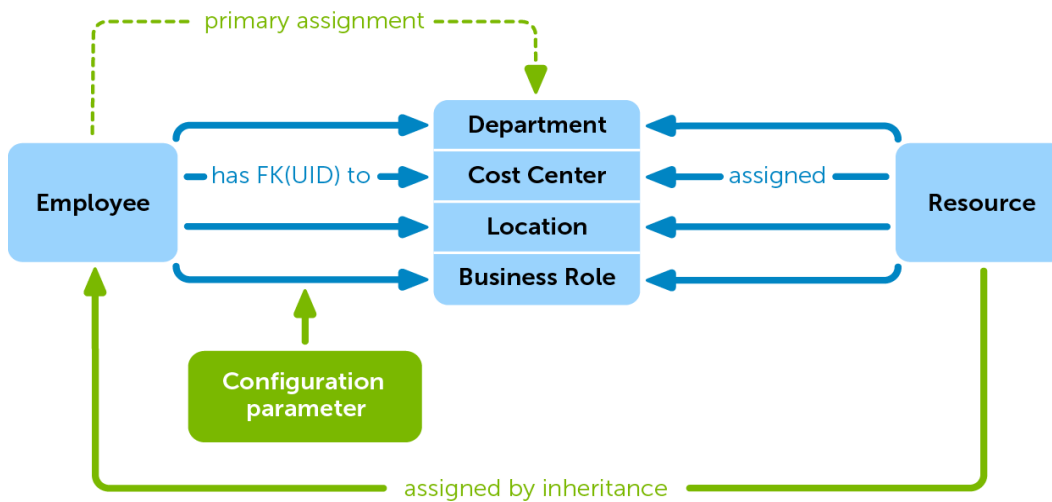 primary assignment
Department
has FK(UID) to
Cost Center
assigned
Employee
Resource
Location
Business Role
Configuration
parameter
assigned by inheritance